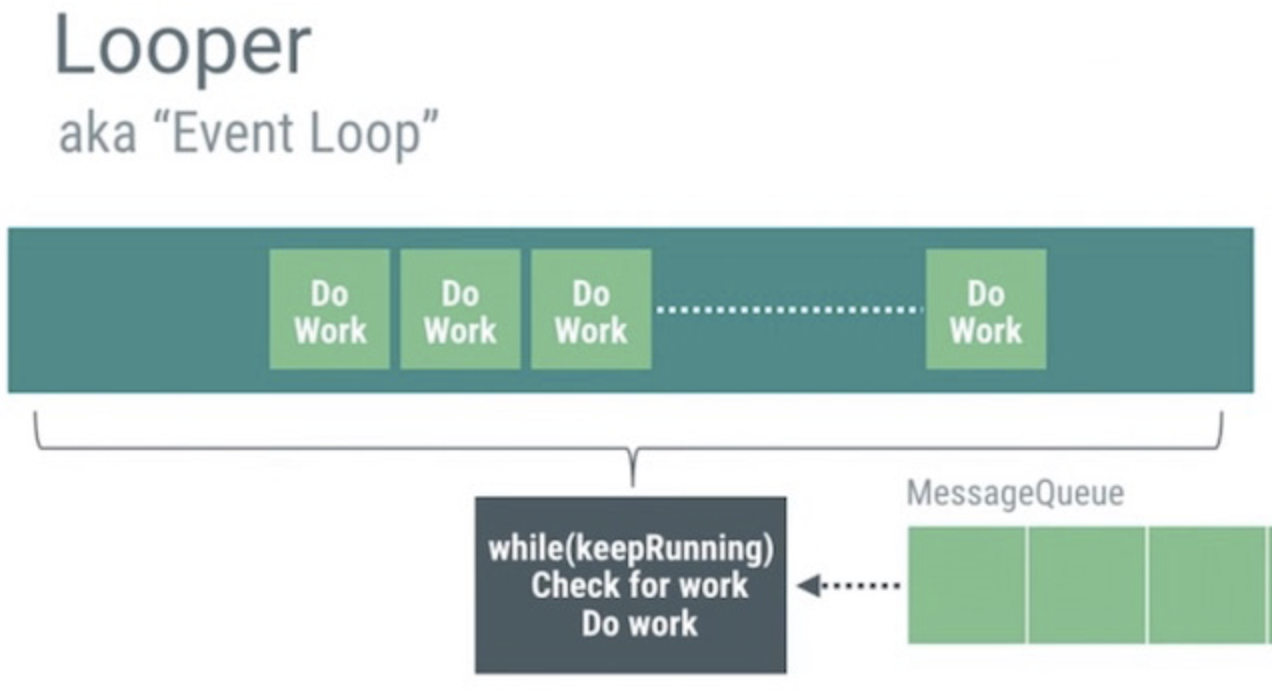 Looper
aka “Event Loop”
Do
Work
Do
Work
Do
Work
Do
Work
MessageQueue
while(keepRunning)
Check for work
Do work